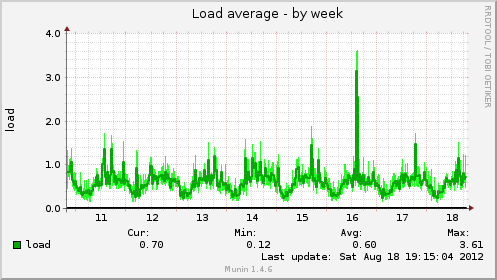 Load average - by week
RRDTOOL / TOBI OETIKER
load
4.0
3.0
2.0
1.0
0.0
11 12 13 14 15 16 17 18
Cur: Min: Avg: Max:
load 0.70 0.12 0.60 3.61
Last update: Sat Aug 18 19:15:04 2012
Munin 1.4.6